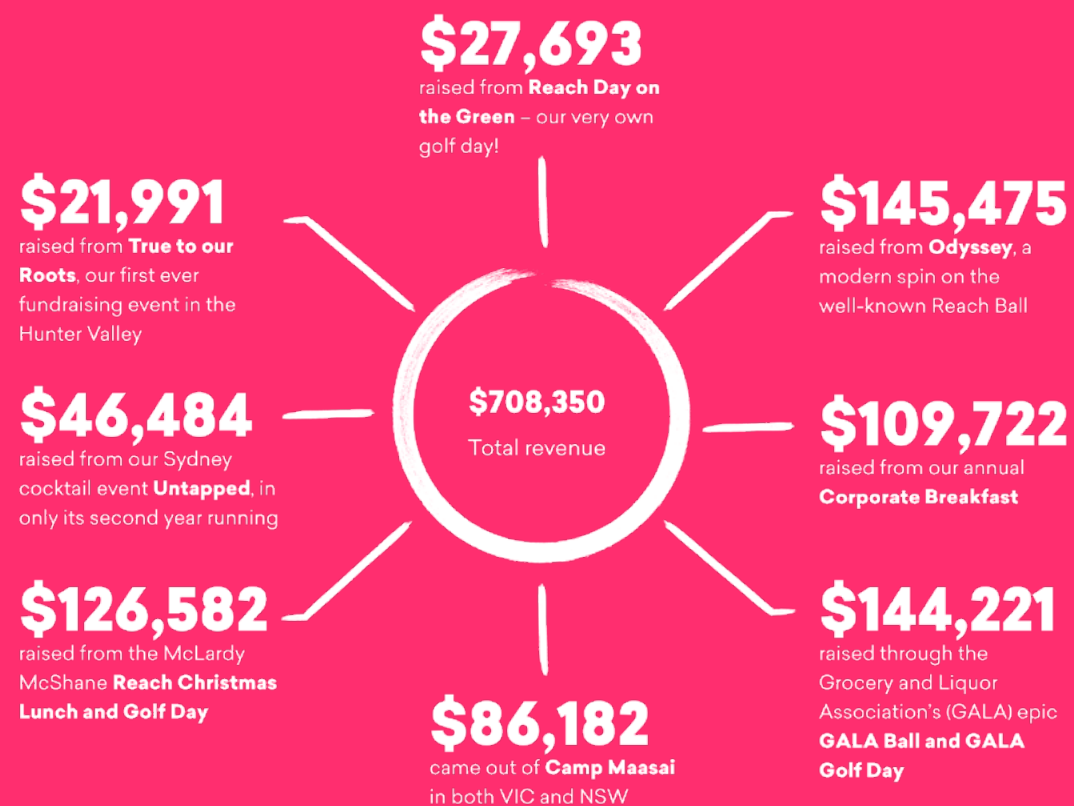 $27,693
raised from Reach Day on
the Green – our very own
golf day!
$21,991
raised from True to our
Roots, our first ever
fundraising event in the
Hunter Valley
$145,475
raised from Odyssey, a
modern spin on the
well-known Reach Ball
$46,484
raised from our Sydney
cocktail event Untapped, in
only its second year running
$708,350
Total revenue
$109,722
raised from our annual
Corporate Breakfast
$126,582
raised from the McLardy
McShane Reach Christmas
Lunch and Golf Day
$86,182
came out of Camp Maasai
in both VIC and NSW
$144,221
raised through the
Grocery and Liquor
Association's (GALA) epic
GALA Ball and GALA
Golf Day